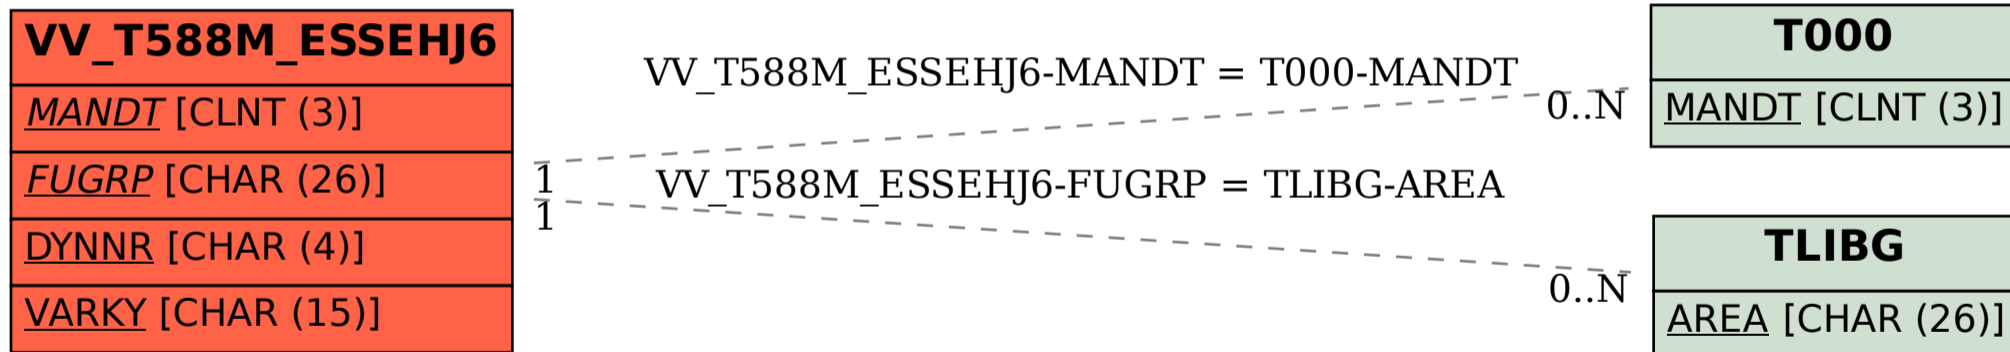 VV_T588M_ESSEHJ6
MANDT [CLNT (3)]
FUGRP [CHAR (26)]
DYNNR [CHAR (4)]
VARKY [CHAR (15)]
VV_T588M_ESSEHJ6-MANDT = T000-MANDT
0..N
1
VV_T588M_ESSEHJ6-FUGRP = TLIBG-AREA
1
0..N
T000
MANDT [CLNT (3)]
TLIBG
AREA [CHAR (26)]